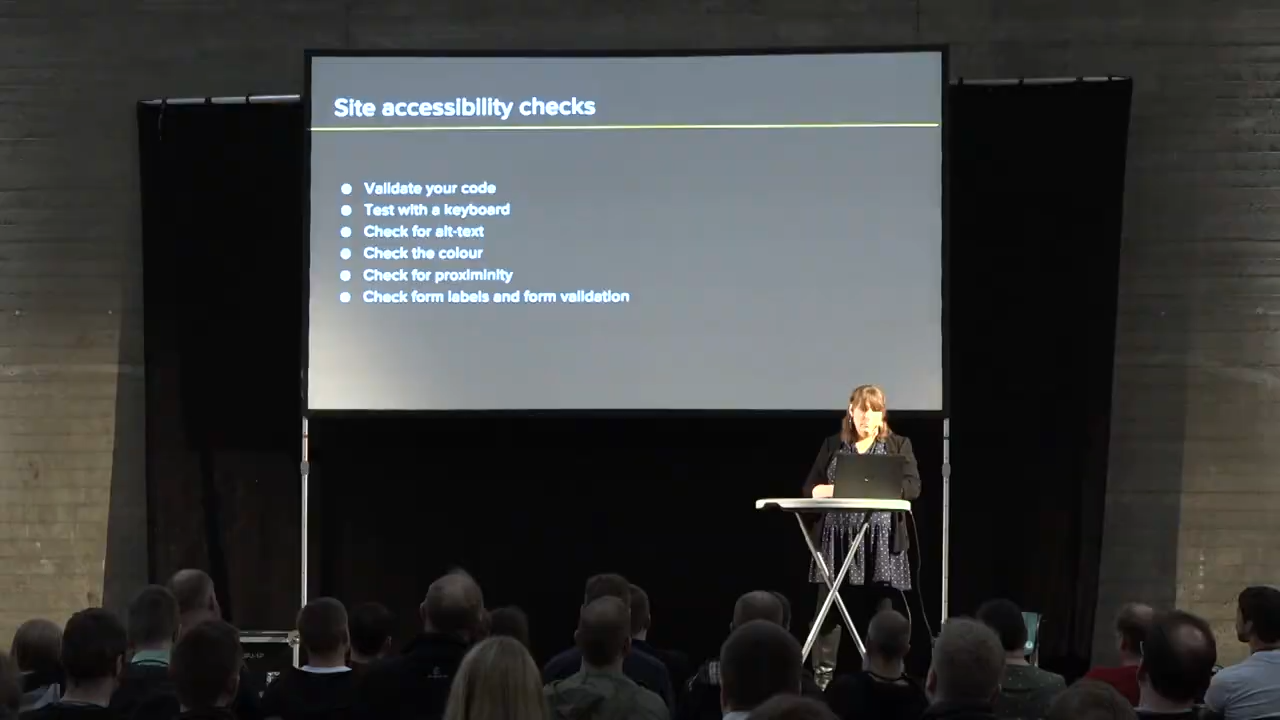 Site accessibility checks
Validate your code
Test with a keyboard
Check for alt-text
Check the colour
Check for proximinity
Check form labels and form validation